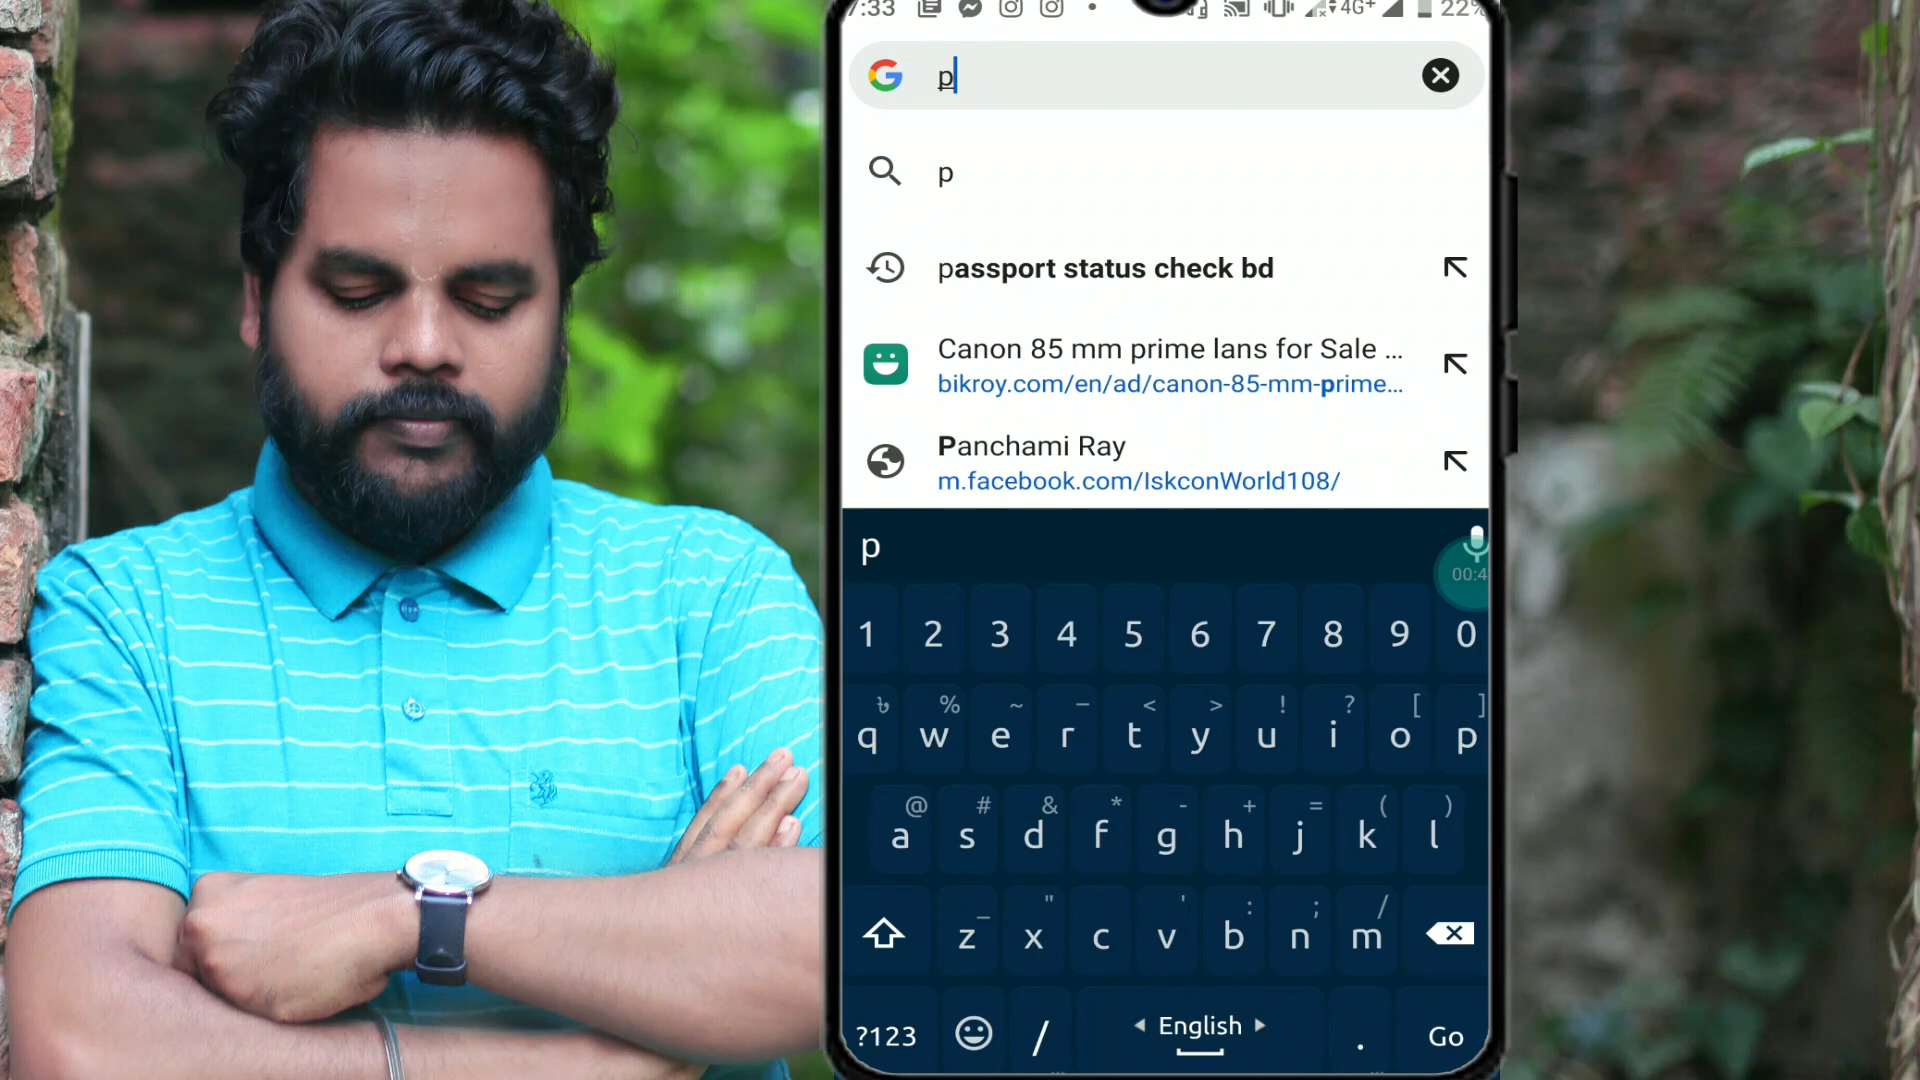 7:33 4G+ 22%
p
p
passport status check bd
Canon 85 mm prime lans for Sale ...
bikroy.com/en/ad/canon-85-mm-prime...
Panchami Ray
m.facebook.com/IskconWorld108/
p
00:4
1 2 3 4 5 6 7 8 9 0
৳ % ~ – < > ! ? [ ]
q w e r t y u i o p
@ # & * - + = ( )
a s d f g h j k l
_ " ' : ; /
z x c v b n m
?123 / English . Go